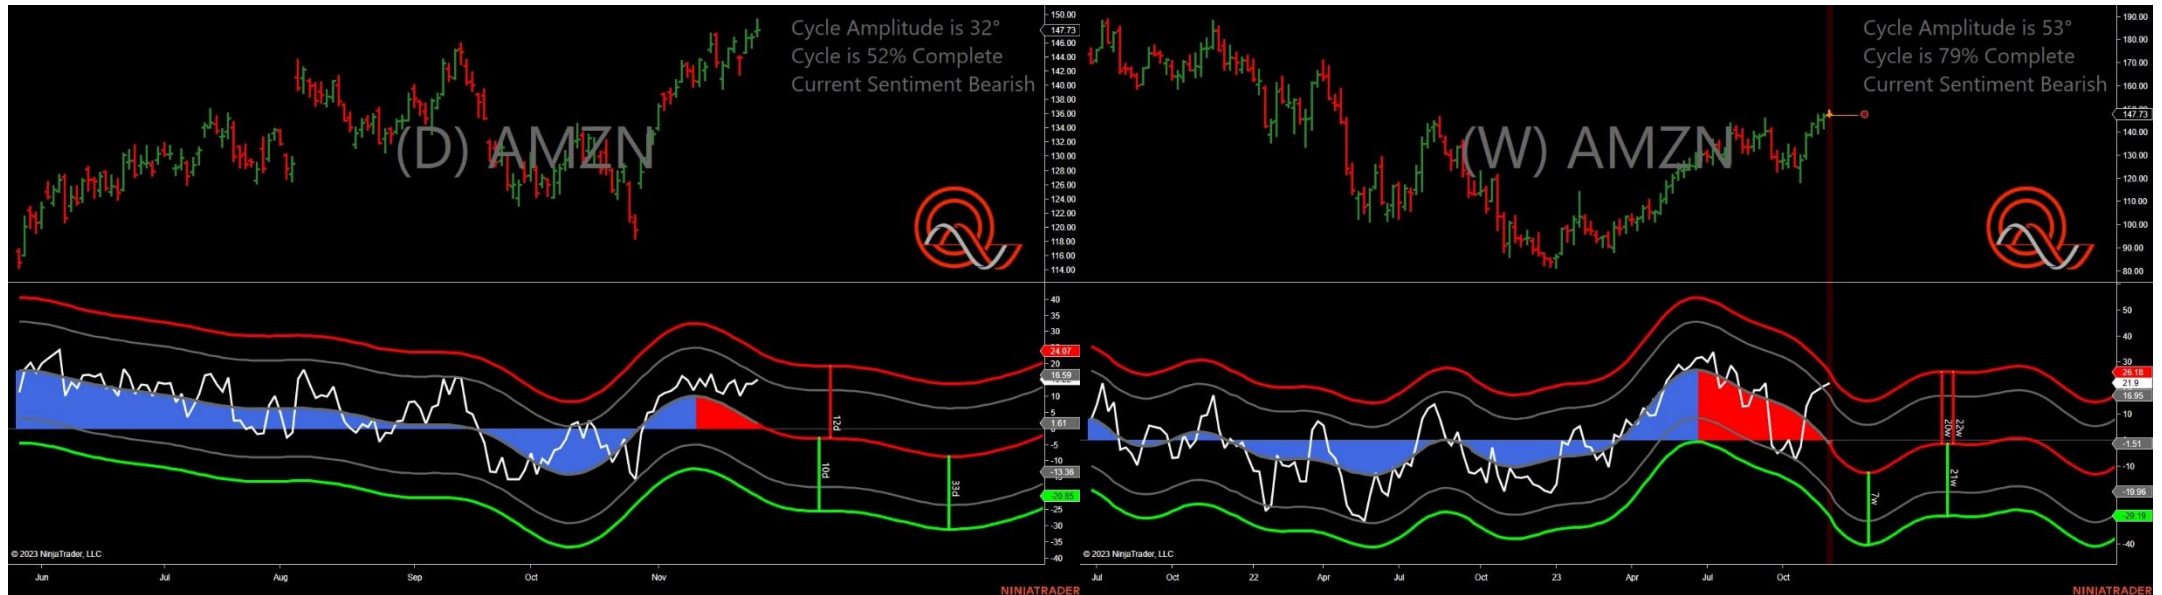 Cycle Amplitude is 32°
Cycle is 52% Complete
Current Sentiment Bearish
(D) AMZN
150.00
147.73
146.00
144.00
142.00
140.00
138.00
136.00
134.00
132.00
130.00
128.00
126.00
124.00
122.00
120.00
118.00
116.00
114.00
40
35
30
24.07
20
16.59
10
5
1.61
-5
-13.36
-20.85
-25
-30
-35
-40
12d
10d
33d
© 2023 NinjaTrader, LLC
Jun Jul Aug Sep Oct Nov
NINJATRADER
Cycle Amplitude is 53°
Cycle is 79% Complete
Current Sentiment Bearish
(W) AMZN
190.00
180.00
170.00
160.00
147.73
140.00
130.00
120.00
110.00
100.00
90.00
80.00
50
40
30
26.18
21.9
16.95
10
-1.51
-10
-19.96
-29.19
-40
20w
22w
21w
7w
© 2023 NinjaTrader, LLC
Jul Oct 22 Apr Jul Oct 23 Apr Jul Oct
NINJATRADER